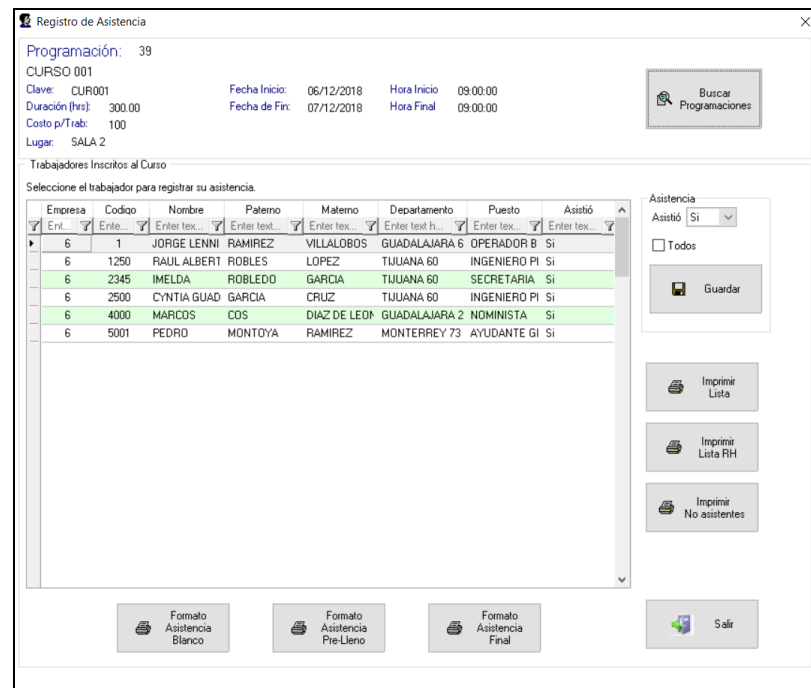 Registro de Asistencia
Programación: 39
CURSO 001
Clave: CUR001 Fecha Inicio: 06/12/2018 Hora Inicio 09:00:00
Duración (hrs): 300.00 Fecha de Fin: 07/12/2018 Hora Final 09:00:00
Costo p/Trab: 100
Lugar: SALA 2
Buscar
Programaciones
Trabajadores Inscritos al Curso
Seleccione el trabajador para registrar su asistencia.
Empresa Codigo Nombre Paterno Materno Departamento Puesto Asistió
Ent... Ente... Enter tex... Enter text... Enter tex... Enter text h... Enter tex... Enter tex...
6 1 JORGE LENNI RAMIREZ VILLALOBOS GUADALAJARA 6 OPERADOR B Si
6 1250 RAUL ALBERT ROBLES LOPEZ TIJUANA 60 INGENIERO PI Si
6 2345 IMELDA ROBLEDO GARCIA TIJUANA 60 SECRETARIA Si
6 2500 CYNTIA GUAD GARCIA CRUZ TIJUANA 60 INGENIERO PI Si
6 4000 MARCOS COS DIAZ DE LEON GUADALAJARA 2 NOMINISTA Si
6 5001 PEDRO MONTOYA RAMIREZ MONTERREY 73 AYUDANTE GI Si
Asistencia
Asistió Si
Todos
Guardar
Imprimir
Lista
Imprimir
Lista RH
Imprimir
No asistentes
Formato
Asistencia
Blanco
Formato
Asistencia
Pre-Lleno
Formato
Asistencia
Final
Salir